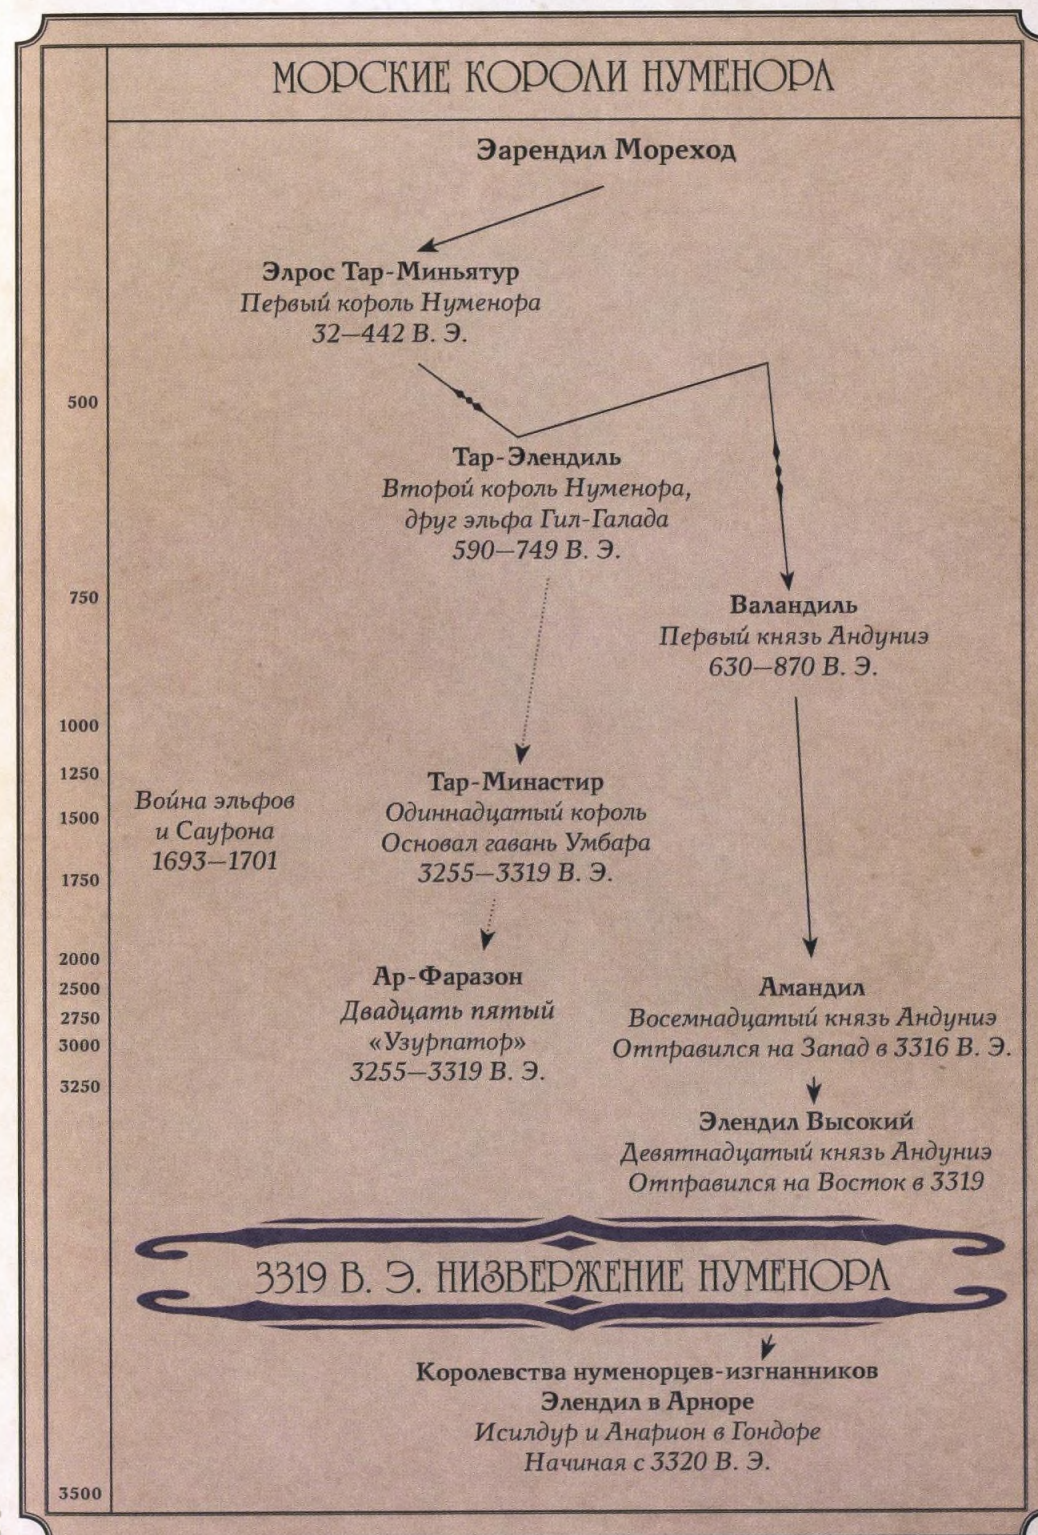 МОРСКИЕ КОРОЛИ НУМЕНОРА
Эарендил Мореход
Элрос Тар-Миньятур
Первый король Нуменора
32—442 В. Э.
500
Тар-Элендиль
Второй король Нуменора,
друг эльфа Гил-Галада
590—749 В. Э.
750
Валандиль
Первый князь Андуниэ
630—870 В. Э.
1000
1250
1500
1750
Война эльфов
и Саурона
1693—1701
Тар-Минастир
Одиннадцатый король
Основал гавань Умбара
3255—3319 В. Э.
2000
2500
2750
3000
3250
Ар-Фаразон
Двадцать пятый
«Узурпатор»
3255—3319 В. Э.
Амандил
Восемнадцатый князь Андуниэ
Отправился на Запад в 3316 В. Э.
Элендил Высокий
Девятнадцатый князь Андуниэ
Отправился на Восток в 3319
3319 В. Э. НИЗВЕРЖЕНИЕ НУМЕНОРА
Королевства нуменорцев-изгнанников
Элендил в Арноре
Исилдур и Анарион в Гондоре
Начиная с 3320 В. Э.
3500